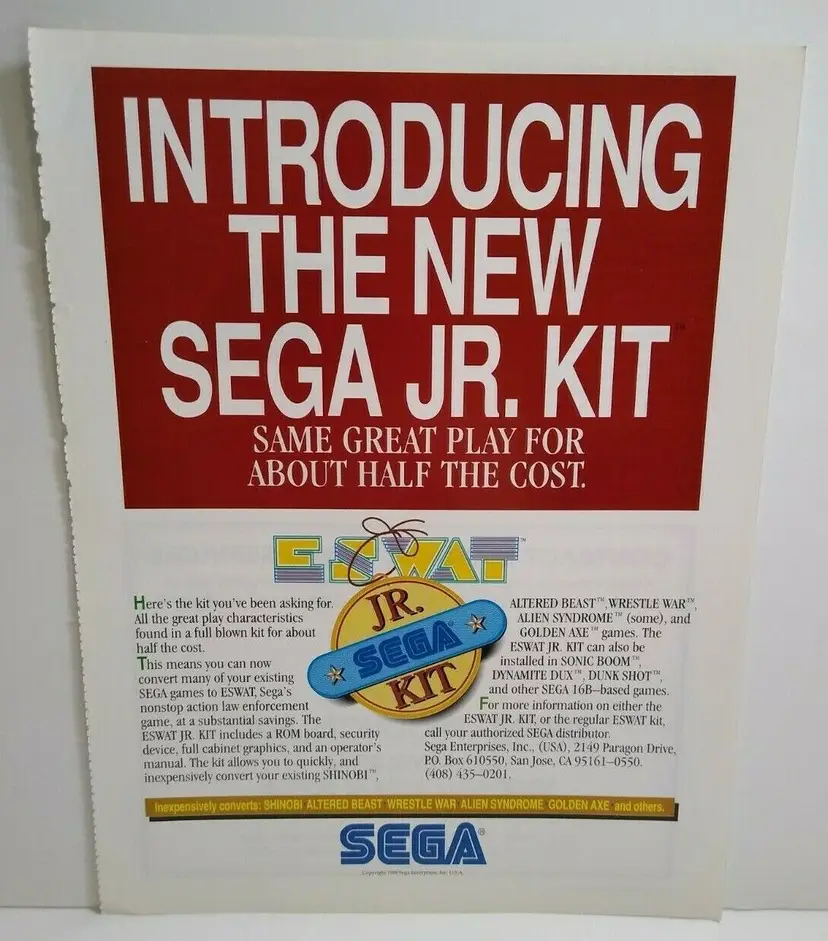 INTRODUCING
THE NEW
SEGA JR. KIT™
SAME GREAT PLAY FOR
ABOUT HALF THE COST.
ESWAT™
JR.
SEGA®
KIT
Here's the kit you've been asking for.
All the great play characteristics
found in a full blown kit for about
half the cost.
This means you can now
convert many of your existing
SEGA games to ESWAT, Sega's
nonstop action law enforcement
game, at a substantial savings. The
ESWAT JR. KIT includes a ROM board, security
device, full cabinet graphics, and an operator's
manual. The kit allows you to quickly, and
inexpensively convert your existing SHINOBI™,
ALTERED BEAST™, WRESTLE WAR™,
ALIEN SYNDROME™ (some), and
GOLDEN AXE™ games. The
ESWAT JR. KIT can also be
installed in SONIC BOOM™,
DYNAMITE DUX™, DUNK SHOT™,
and other SEGA 16B–based games.
For more information on either the
ESWAT JR. KIT, or the regular ESWAT kit,
call your authorized SEGA distributor.
Sega Enterprises, Inc., (USA), 2149 Paragon Drive,
P.O. Box 610550, San Jose, CA 95161–0550.
(408) 435–0201.
Inexpensively converts: SHINOBI ALTERED BEAST WRESTLE WAR ALIEN SYNDROME GOLDEN AXE and others.
SEGA®
Copyright 1989 Sega Enterprises, Inc. U.S.A.